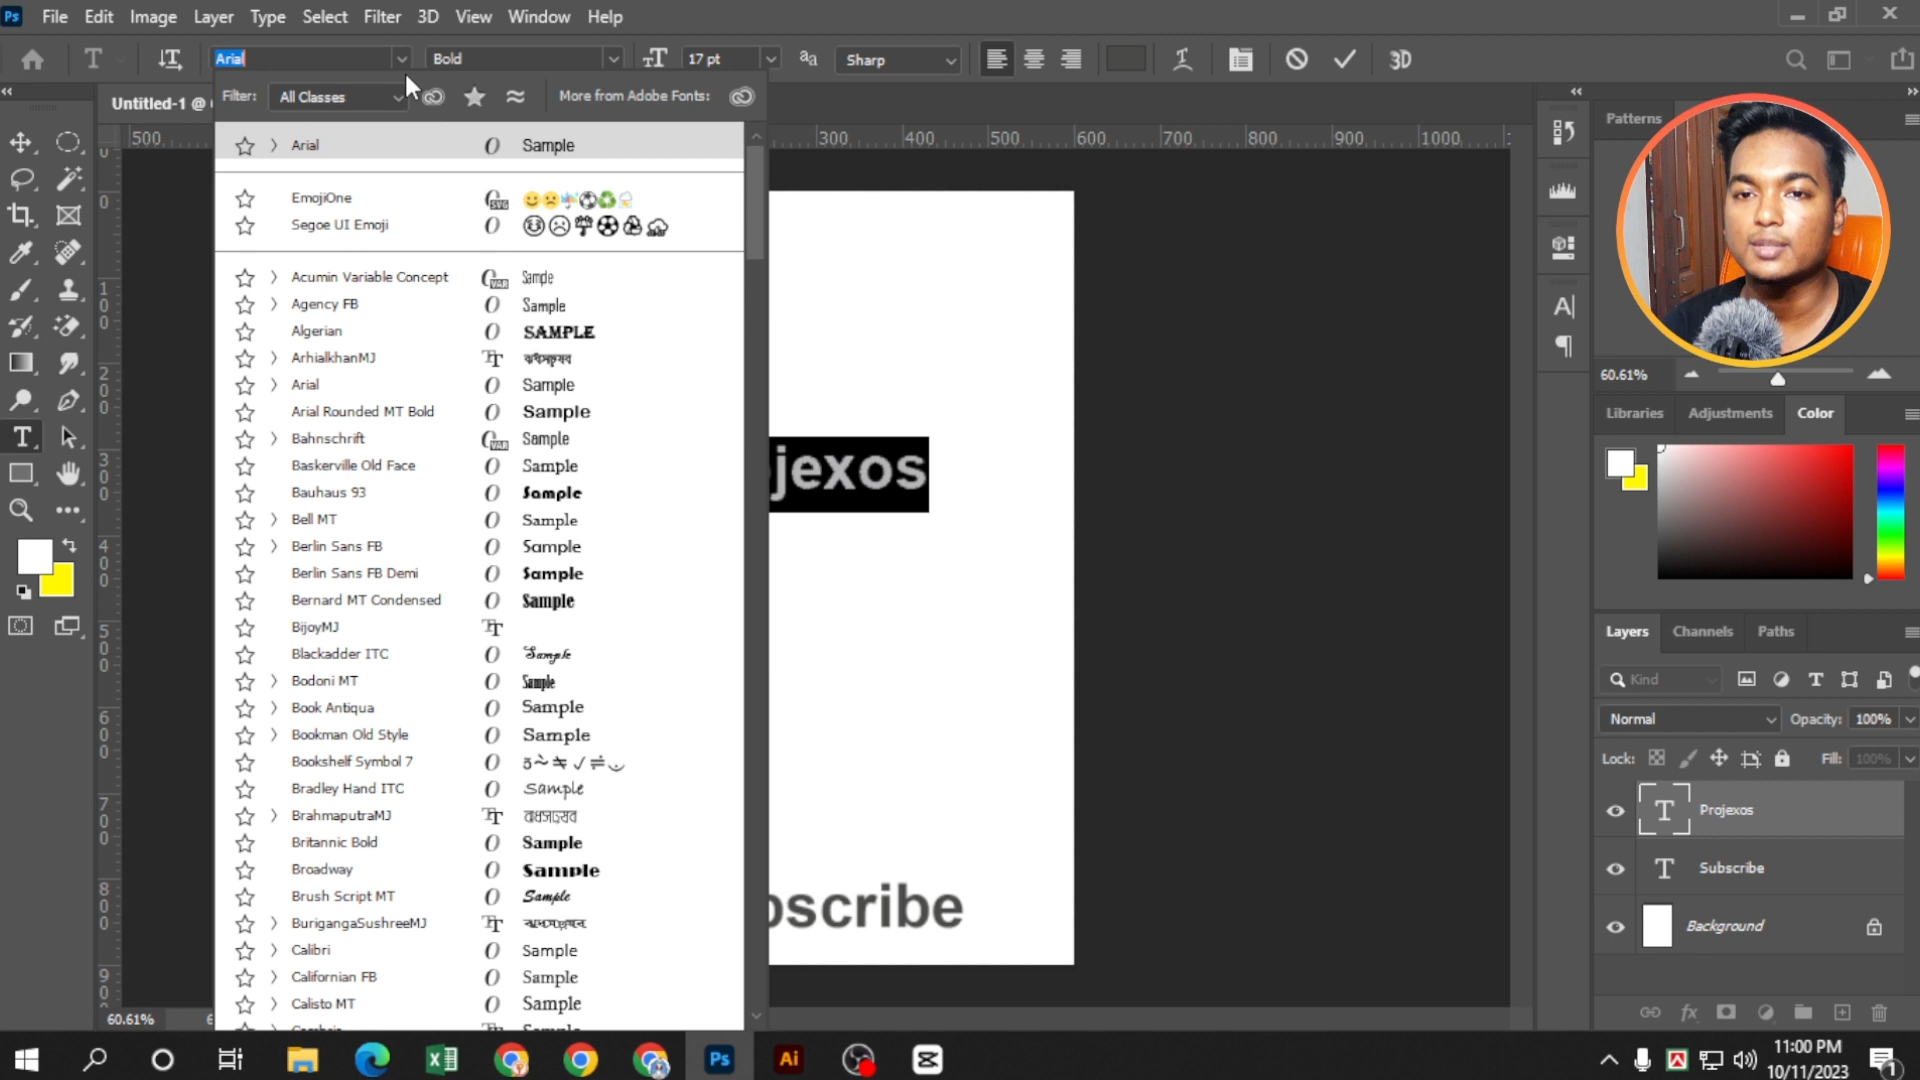 Ps File Edit Image Layer Type Select Filter 3D View Window Help
Arial Bold 17 pt Sharp 3D
Filter: All Classes More from Adobe Fonts:
Untitled-1 @
Patterns
500 300 400 500 600 700 800 900 1000
Arial Sample
EmojiOne
Segoe UI Emoji
Acumin Variable Concept Sample
Agency FB Sample
Algerian SAMPLE
ArhialkhanMJ
Arial Sample
Arial Rounded MT Bold Sample
Bahnschrift Sample
Baskerville Old Face Sample
Bauhaus 93 Sample
Bell MT Sample
Berlin Sans FB Sample
Berlin Sans FB Demi Sample
Bernard MT Condensed Sample
BijoyMJ
Blackadder ITC Sample
Bodoni MT Sample
Book Antiqua Sample
Bookman Old Style Sample
Bookshelf Symbol 7
Bradley Hand ITC Sample
BrahmaputraMJ
Britannic Bold Sample
Broadway Sample
Brush Script MT Sample
BurigangaSushreeMJ
Calibri Sample
Californian FB Sample
Calisto MT Sample
ojexos
bscribe
60.61%
Libraries Adjustments Color
Layers Channels Paths
Kind
Normal Opacity: 100%
Lock: Fill: 100%
Projexos
Subscribe
Background
60.61%
Ps Ai
11:00 PM
10/11/2023
1